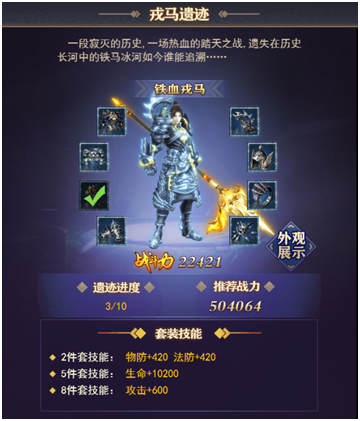 戎马遗迹
一段寂灭的历史,一场热血的踏天之战,遗失在历史
长河中的铁马冰河如今谁能追溯……
铁血戎马
外观
展示
战斗力 22421
遗迹进度
推荐战力
3/10
504064
套装技能
2件套技能: 物防+420 法防+420
5件套技能: 生命+10200
8件套技能: 攻击+600